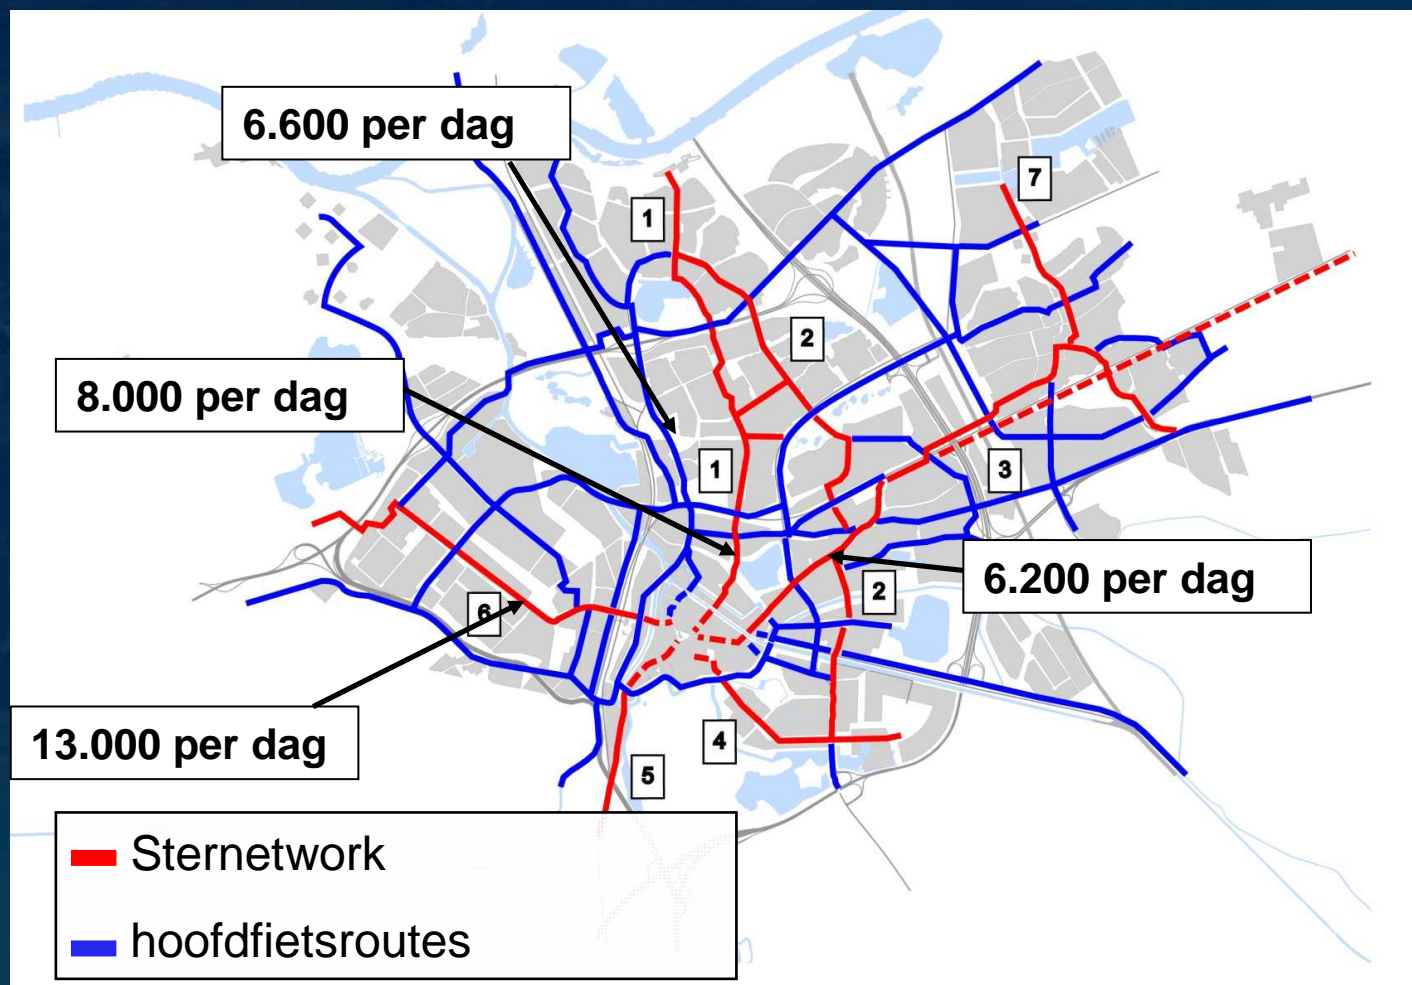 6.600 per dag
7
1
2
8.000 per dag
1
3
6.200 per dag
2
6
13.000 per dag
4
5
Sternetwork
hoofdfietsroutes